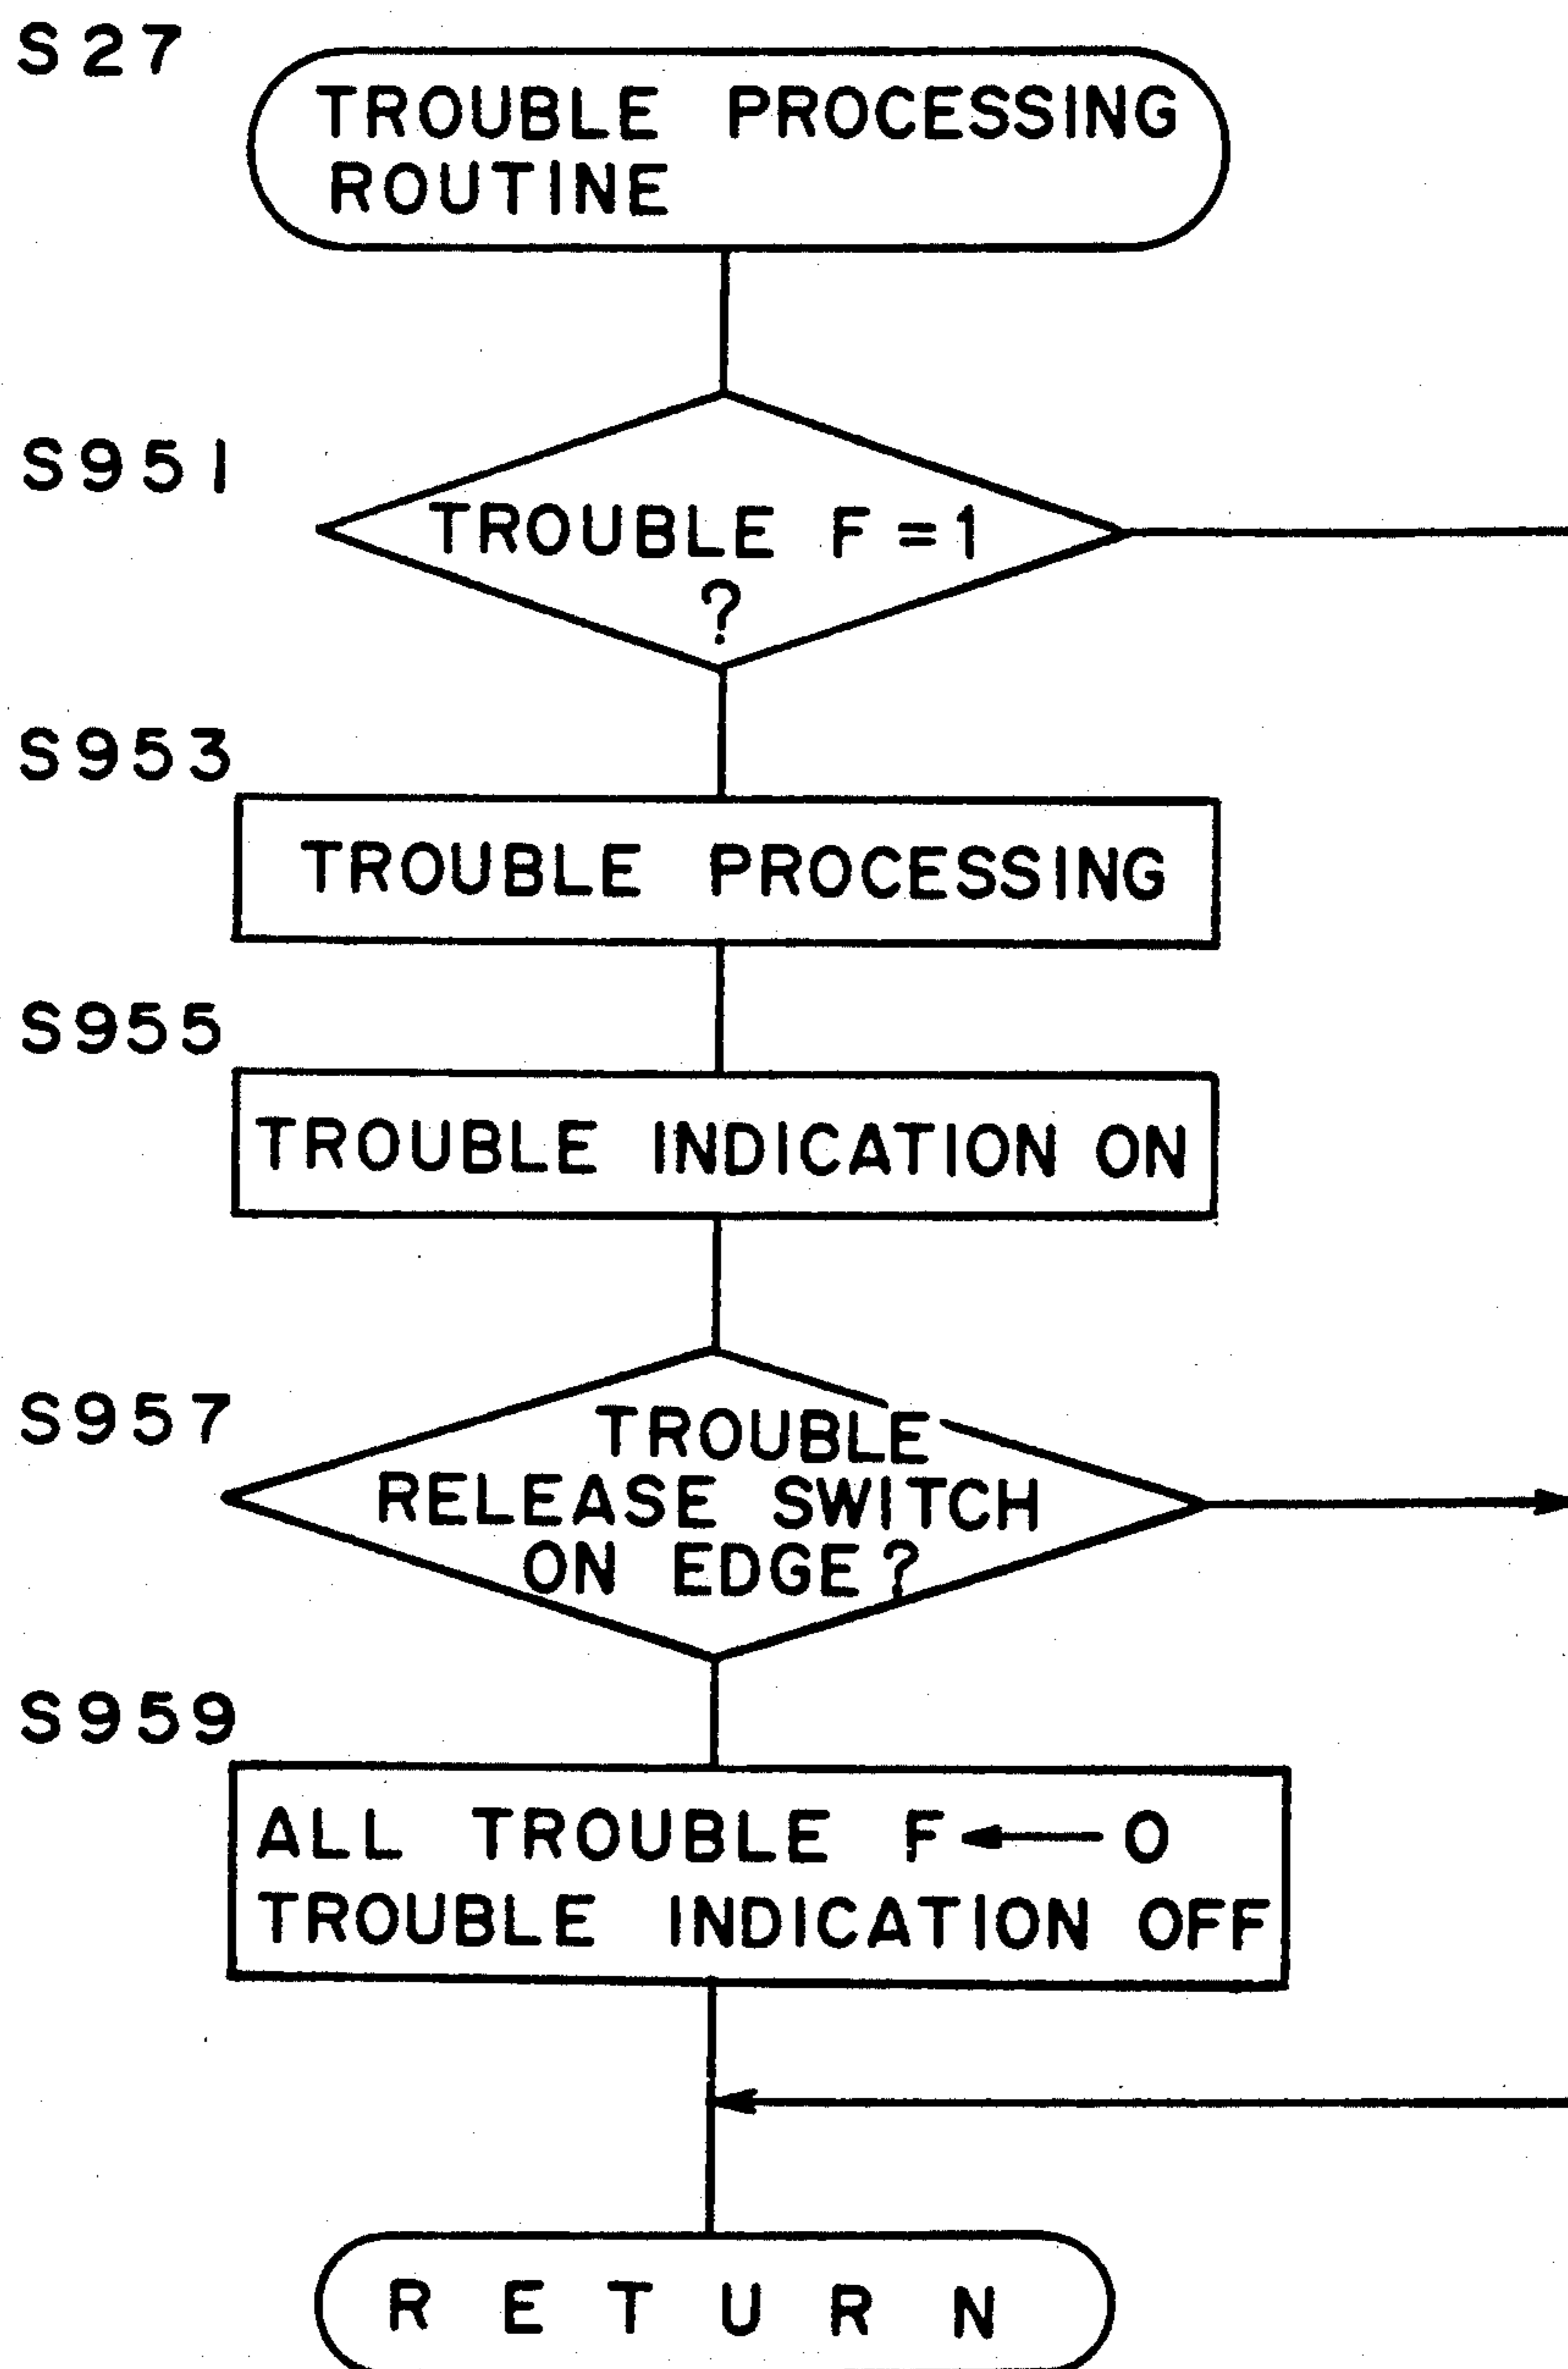 S27
TROUBLE PROCESSING
ROUTINE
S951
TROUBLE F=1
?
S953
TROUBLE PROCESSING
S955
TROUBLE INDICATION ON
S957
TROUBLE
RELEASE SWITCH
ON EDGE?
S959
ALL TROUBLE F←0
TROUBLE INDICATION OFF
RETURN